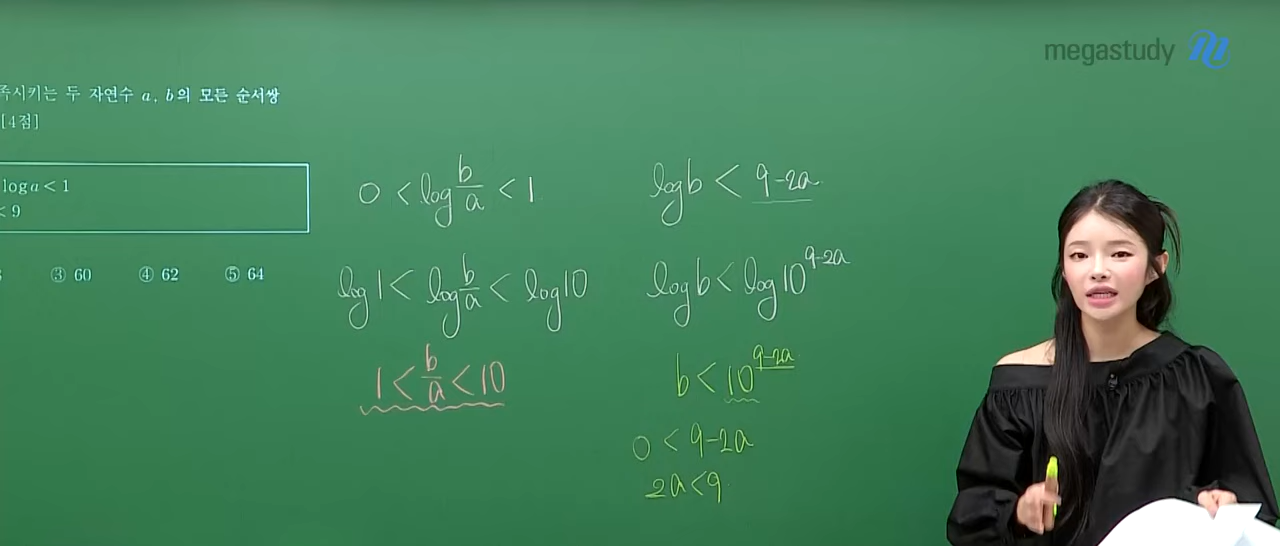 megastudy
족시키는 두 자연수 a, b의 모든 순서쌍
[4점]
log a < 1
< 9
③ 60 ④ 62 ⑤ 64
0 < log b/a < 1
log 1 < log b/a < log 10
1 < b/a < 10
log b < 9-2a
log b < log 10^{9-2a}
b < 10^{9-2a}
0 < 9-2a
2a < 9